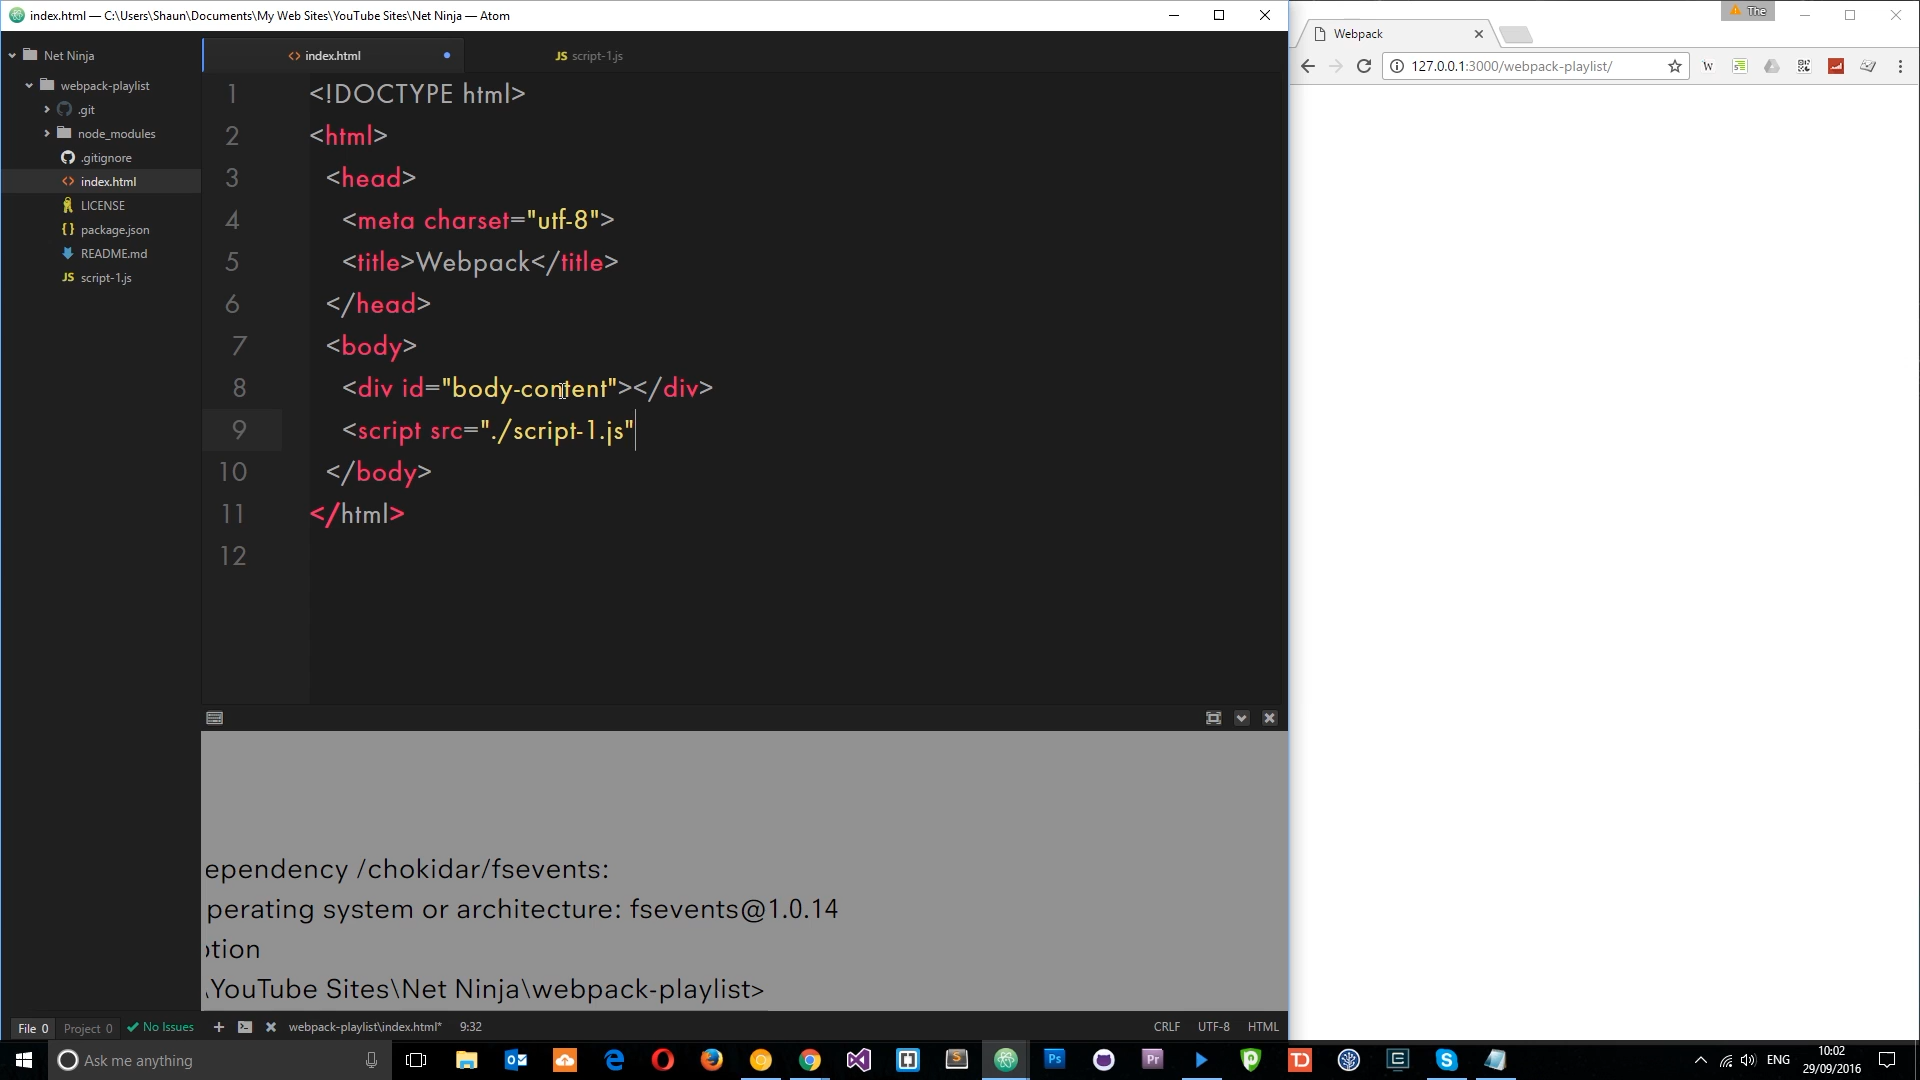 index.html — C:\Users\Shaun\Documents\My Web Sites\YouTube Sites\Net Ninja — Atom
Net Ninja
webpack-playlist
.git
node_modules
.gitignore
index.html
LICENSE
package.json
README.md
script-1.js
index.html
script-1.js
1 <!DOCTYPE html>
2 <html>
3 <head>
4 <meta charset="utf-8">
5 <title>Webpack</title>
6 </head>
7 <body>
8 <div id="body-content"></div>
9 <script src="./script-1.js"
10 </body>
11 </html>
12
ependency /chokidar/fsevents:
perating system or architecture: fsevents@1.0.14
tion
\YouTube Sites\Net Ninja\webpack-playlist>
File 0 Project 0 No Issues webpack-playlist\index.html* 9:32 CRLF UTF-8 HTML
The
Webpack
127.0.0.1:3000/webpack-playlist/
Ask me anything
ENG
10:02
29/09/2016